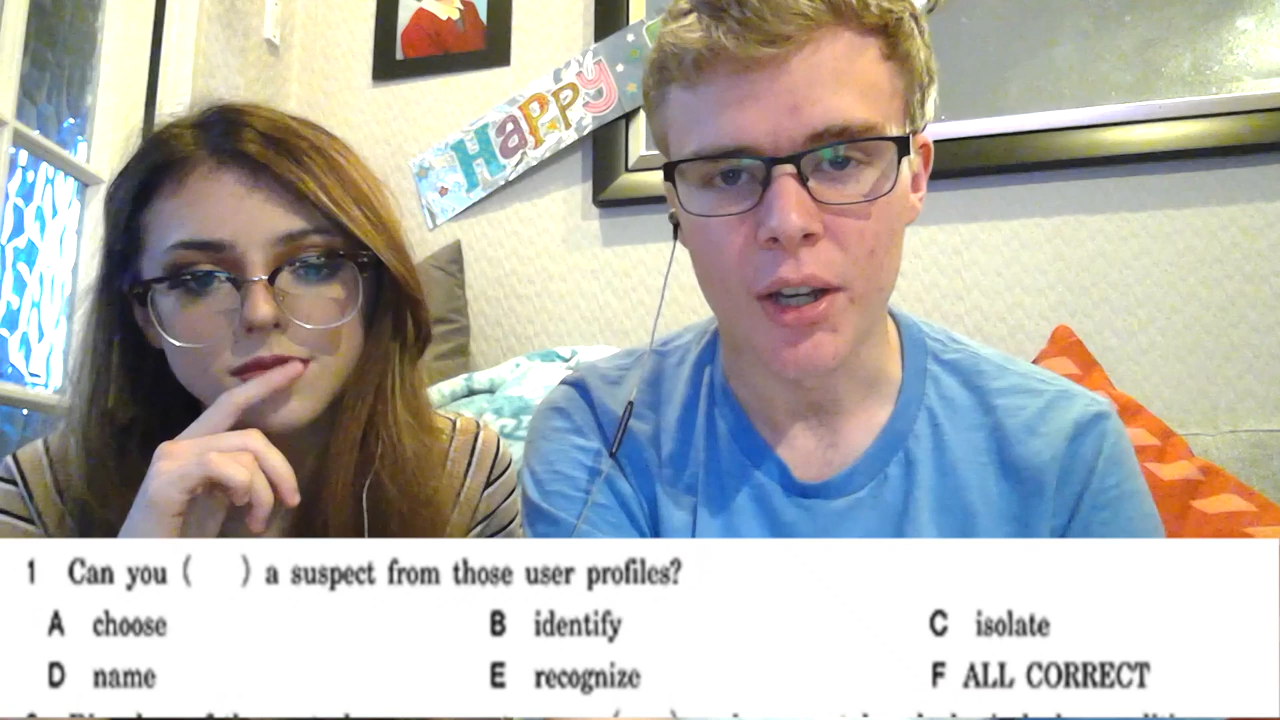 HAPPY
1 Can you ( ) a suspect from those user profiles?
A choose B identify C isolate
D name E recognize F ALL CORRECT